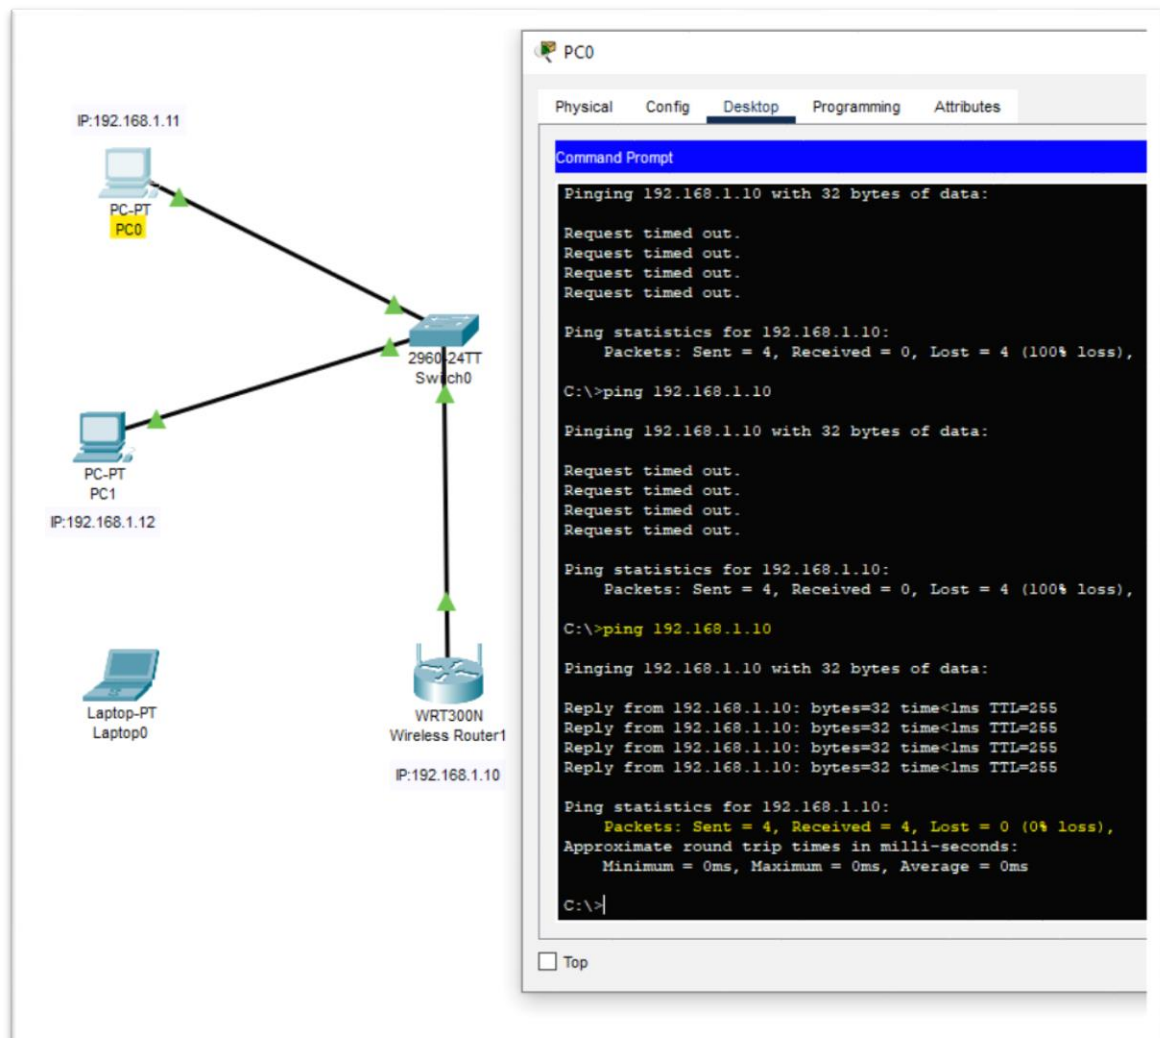 IP:192.168.1.11
PC-PT
PC0
2960-24TT
Switch0
PC-PT
PC1
IP:192.168.1.12
Laptop-PT
Laptop0
WRT300N
Wireless Router1
IP:192.168.1.10
PC0
Physical Config Desktop Programming Attributes
Command Prompt
Pinging 192.168.1.10 with 32 bytes of data:
Request timed out.
Request timed out.
Request timed out.
Request timed out.
Ping statistics for 192.168.1.10:
Packets: Sent = 4, Received = 0, Lost = 4 (100% loss),
C:\>ping 192.168.1.10
Pinging 192.168.1.10 with 32 bytes of data:
Request timed out.
Request timed out.
Request timed out.
Request timed out.
Ping statistics for 192.168.1.10:
Packets: Sent = 4, Received = 0, Lost = 4 (100% loss),
C:\>ping 192.168.1.10
Pinging 192.168.1.10 with 32 bytes of data:
Reply from 192.168.1.10: bytes=32 time<1ms TTL=255
Reply from 192.168.1.10: bytes=32 time<1ms TTL=255
Reply from 192.168.1.10: bytes=32 time<1ms TTL=255
Reply from 192.168.1.10: bytes=32 time<1ms TTL=255
Ping statistics for 192.168.1.10:
Packets: Sent = 4, Received = 4, Lost = 0 (0% loss),
Approximate round trip times in milli-seconds:
Minimum = 0ms, Maximum = 0ms, Average = 0ms
C:\>
Top